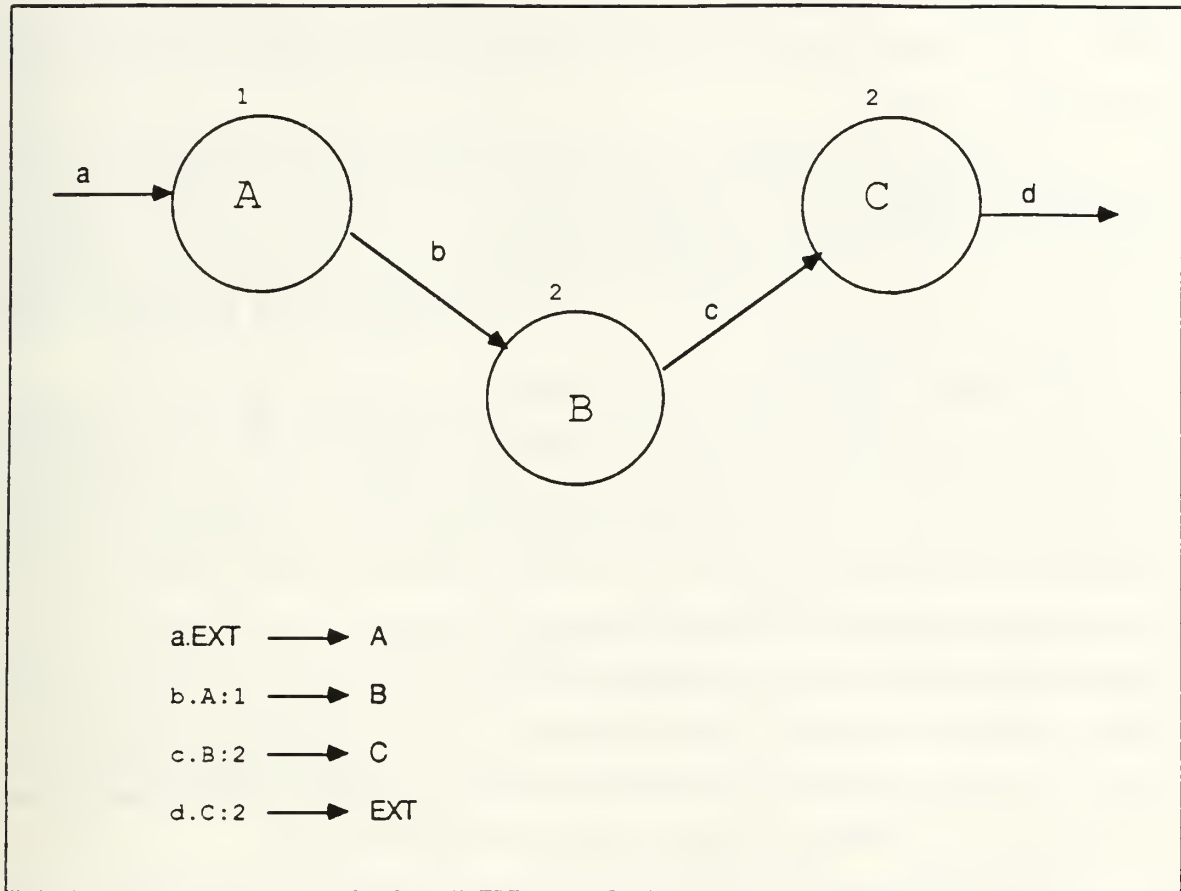 1
2
a
A
C
d
b
2
c
B
a.EXT → A
b.A:1 → B
c.B:2 → C
d.C:2 → EXT